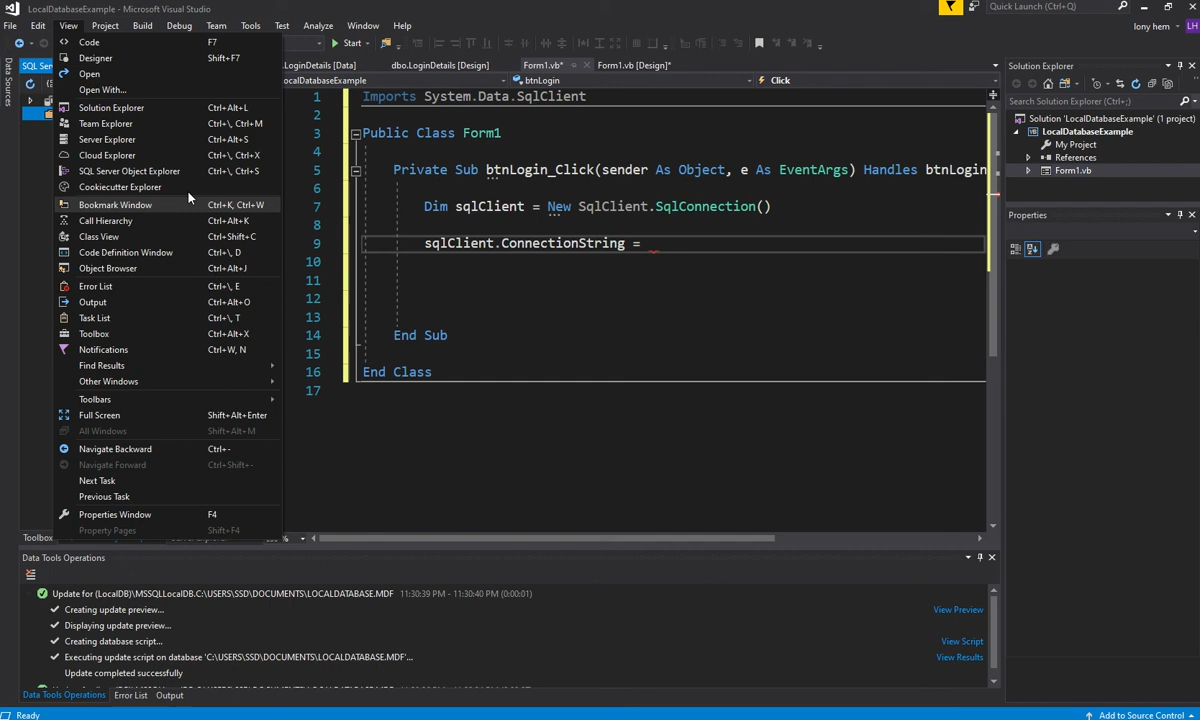 LocalDatabaseExample - Microsoft Visual Studio
Quick Launch (Ctrl+Q)
File Edit View Project Build Debug Team Tools Test Analyze Window Help
Iony hem LH
Start
Data Sources
SQL Ser
Code F7
Designer Shift+F7
Open
Open With...
Solution Explorer Ctrl+Alt+L
Team Explorer Ctrl+\, Ctrl+M
Server Explorer Ctrl+Alt+S
Cloud Explorer Ctrl+\, Ctrl+X
SQL Server Object Explorer Ctrl+\, Ctrl+S
Cookiecutter Explorer
Bookmark Window Ctrl+K, Ctrl+W
Call Hierarchy Ctrl+Alt+K
Class View Ctrl+Shift+C
Code Definition Window Ctrl+\, D
Object Browser Ctrl+Alt+J
Error List Ctrl+\, E
Output Ctrl+Alt+O
Task List Ctrl+\, T
Toolbox Ctrl+Alt+X
Notifications Ctrl+W, N
Find Results
Other Windows
Toolbars
Full Screen Shift+Alt+Enter
All Windows Shift+Alt+M
Navigate Backward Ctrl+-
Navigate Forward Ctrl+Shift+-
Next Task
Previous Task
Properties Window F4
Property Pages Shift+F4
Toolbox
.LoginDetails [Data] dbo.LoginDetails [Design] Form1.vb* Form1.vb [Design]*
ocalDatabaseExample btnLogin Click
1 Imports System.Data.SqlClient
2
3 Public Class Form1
4
5 Private Sub btnLogin_Click(sender As Object, e As EventArgs) Handles btnLogin
6
7 Dim sqlClient = New SqlClient.SqlConnection()
8
9 sqlClient.ConnectionString =
10
11
12
13
14 End Sub
15
16 End Class
17
Solution Explorer
Search Solution Explorer (Ctrl+;)
Solution 'LocalDatabaseExample' (1 project)
LocalDatabaseExample
My Project
References
Form1.vb
Properties
Data Tools Operations
Update for (LocalDB)\MSSQLLocalDB.C:\USERS\SSD\DOCUMENTS\LOCALDATABASE.MDF 11:30:39 PM - 11:30:40 PM (0:00:01)
Creating update preview... View Preview
Displaying update preview...
Creating database script... View Script
Executing update script on database 'C:\USERS\SSD\DOCUMENTS\LOCALDATABASE.MDF'... View Results
Update completed successfully
Data Tools Operations Error List Output
Ready
Add to Source Control